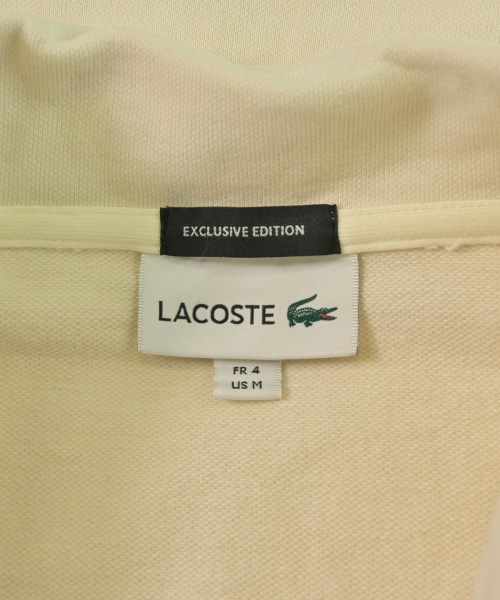 EXCLUSIVE EDITION
LACOSTE
FR 4
US M